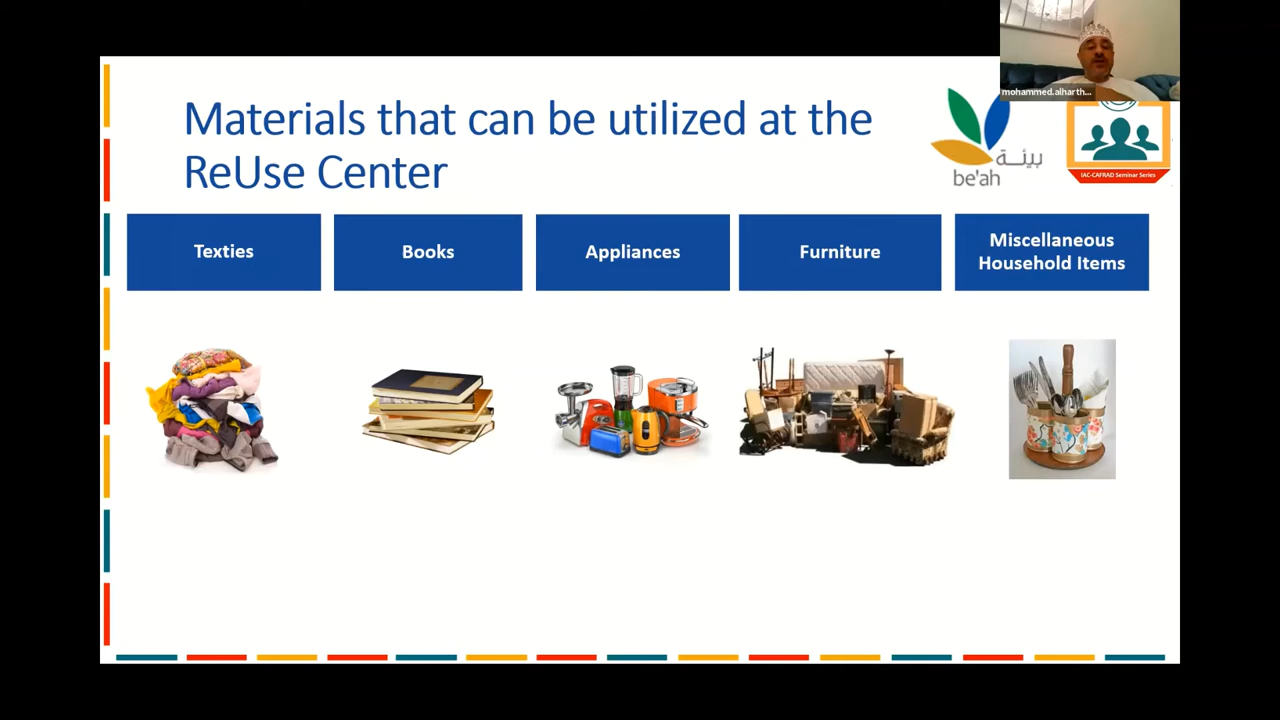 mohammed.alharth...
Materials that can be utilized at the
ReUse Center
بيئة
be'ah
IAC-CAFRAD Seminar Series
Texties
Books
Appliances
Furniture
Miscellaneous
Household Items